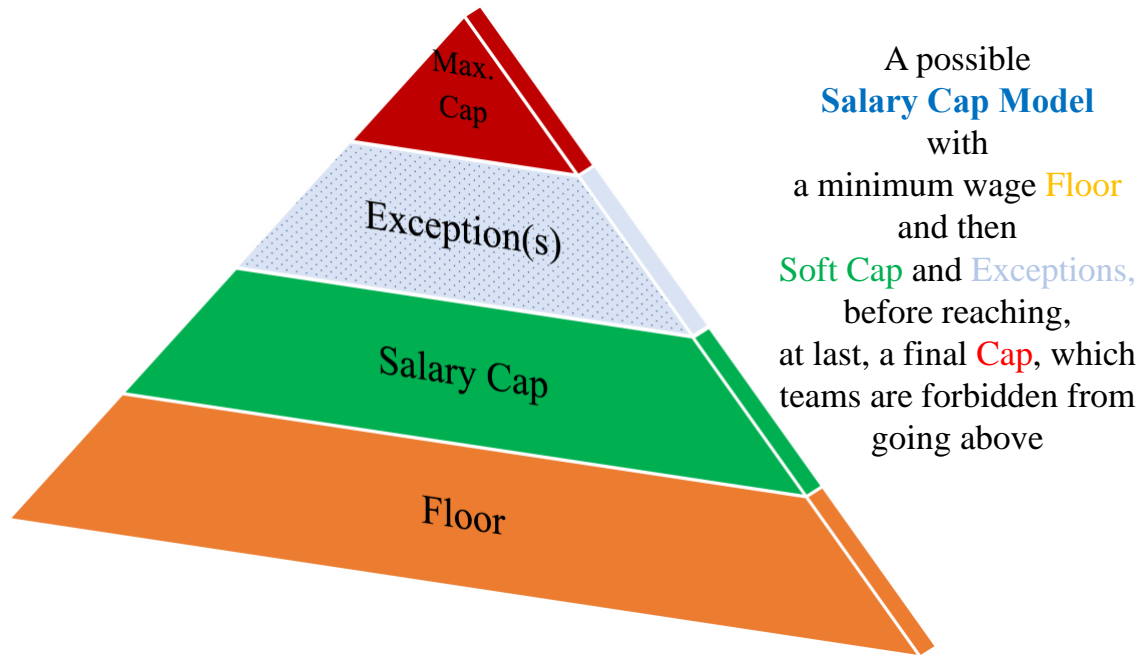 Max.
Cap
Exception(s)
Salary Cap
Floor
A possible
Salary Cap Model
with
a minimum wage Floor
and then
Soft Cap and Exceptions,
before reaching,
at last, a final Cap, which
teams are forbidden from
going above